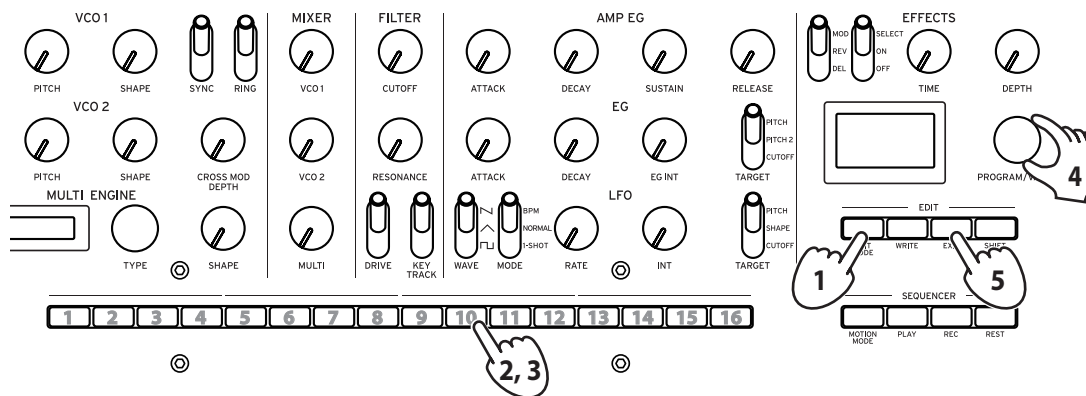 VCO 1
MIXER
FILTER
AMP EG
EFFECTS
MOD
REV
DEL
SELECT
ON
OFF
PITCH
SHAPE
SYNC
RING
VCO 1
CUTOFF
ATTACK
DECAY
SUSTAIN
RELEASE
TIME
DEPTH
VCO 2
EG
PITCH
PITCH 2
CUTOFF
PITCH
SHAPE
CROSS MOD
DEPTH
VCO 2
RESONANCE
ATTACK
DECAY
EG INT
TARGET
4
MULTI ENGINE
LFO
EDIT
BPM
NORMAL
1-SHOT
PITCH
SHAPE
CUTOFF
TYPE
SHAPE
MULTI
DRIVE
KEY
TRACK
WAVE
MODE
RATE
INT
TARGET
WRITE
SHIFT
1
5
SEQUENCER
1 2 3 4 5 6 7 8 9 10 11 12 13 14 15 16
MOTION
MODE
PLAY
REC
REST
2, 3